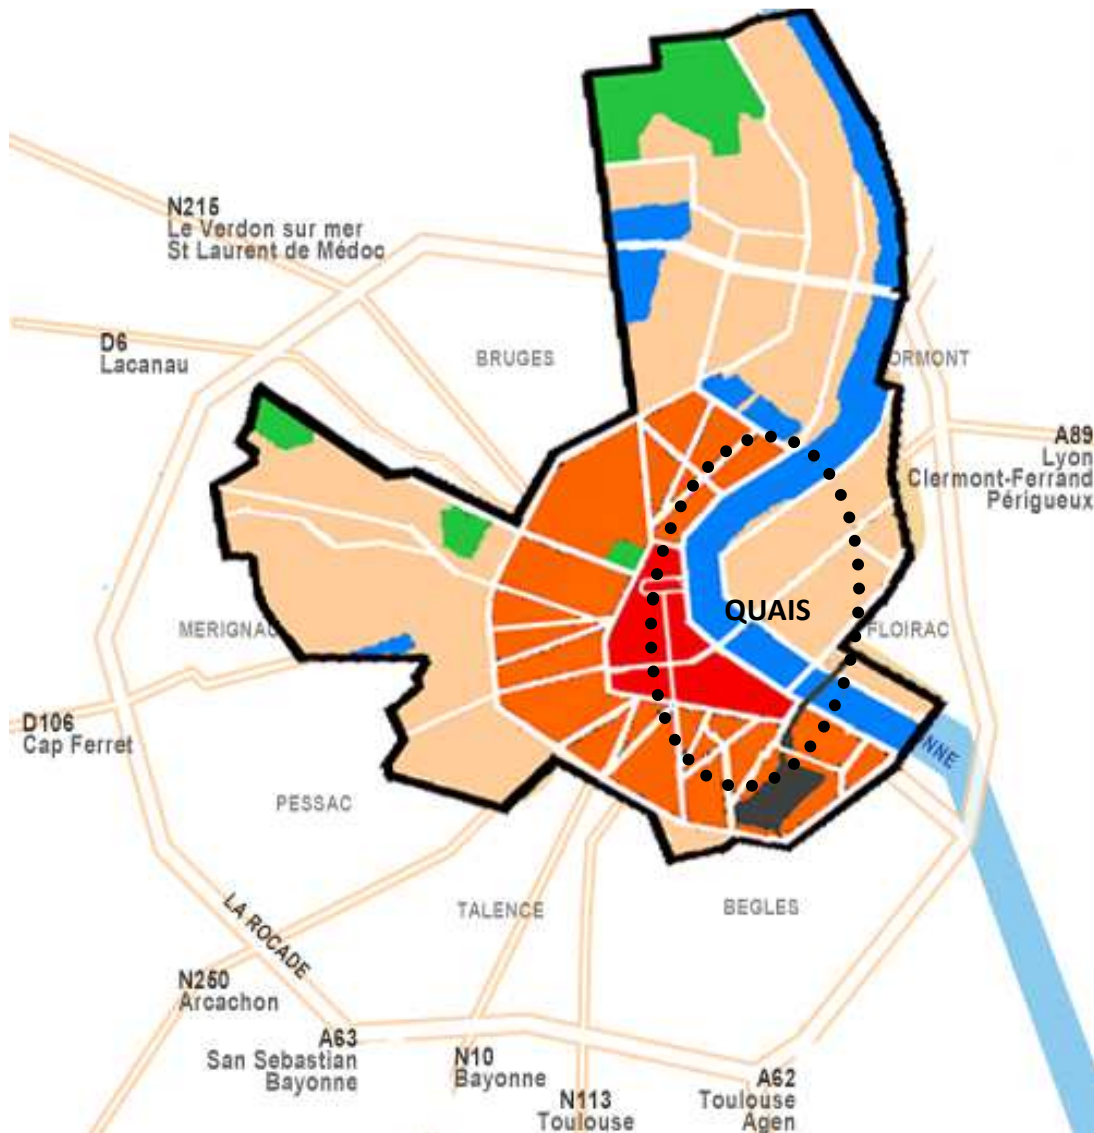 N215
Le Verdon sur mer
St Laurent de Médoc
D6
Lacanau
BRUGES
ORMONT
A89
Lyon
Clermont-Ferrand
Périgueux
QUAIS
MERIGNAC
FLOIRAC
D106
Cap Ferret
NNE
PESSAC
LA ROCADE
TALENCE
BEGLES
N250
Arcachon
A63
San Sebastian
Bayonne
N10
Bayonne
N113
Toulouse
A62
Toulouse
Agen